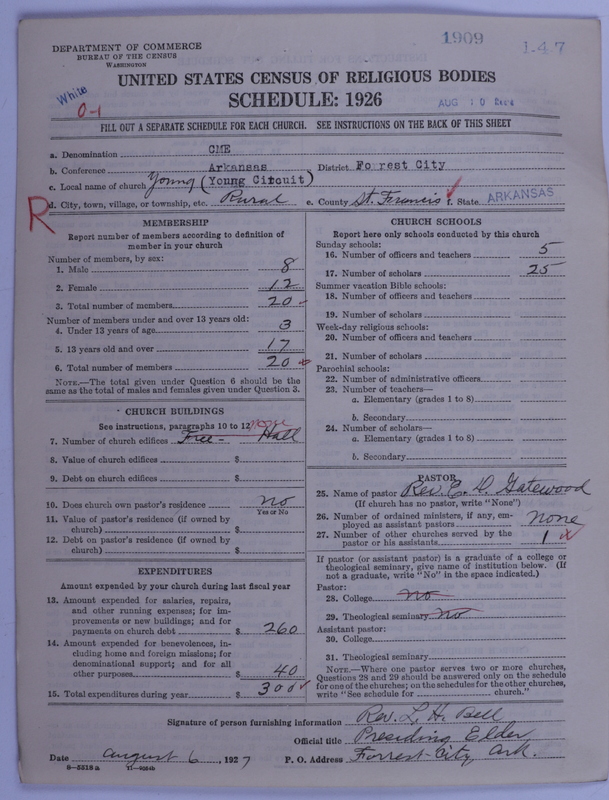 1909
1-4-7
DEPARTMENT OF COMMERCE
BUREAU OF THE CENSUS
WASHINGTON
UNITED STATES CENSUS OF RELIGIOUS BODIES
SCHEDULE: 1926
White
0-1
AUG 10
FILL OUT A SEPARATE SCHEDULE FOR EACH CHURCH. SEE INSTRUCTIONS ON THE BACK OF THIS SHEET
a. Denomination CME
b. Conference Arkansas District Forrest City
c. Local name of church Young (Young Circuit)
d. City, town, village, or township, etc. Rural e. County St. Francis f. State ARKANSAS
R
MEMBERSHIP
Report number of members according to definition of
member in your church
Number of members, by sex:
1. Male 8
2. Female 12
3. Total number of members 20
Number of members under and over 13 years old:
4. Under 13 years of age 3
5. 13 years old and over 17
6. Total number of members 20
NOTE.—The total given under Question 6 should be the
same as the total of males and females given under Question 3.
CHURCH BUILDINGS
See instructions, paragraphs 10 to 12
none
7. Number of church edifices Free- Hall
8. Value of church edifices $
9. Debt on church edifices $
10. Does church own pastor's residence no
Yes or No
11. Value of pastor's residence (if owned by
church) $
12. Debt on pastor's residence (if owned by
church) $
EXPENDITURES
Amount expended by your church during last fiscal year
13. Amount expended for salaries, repairs,
and other running expenses; for im-
provements or new buildings; and for
payments on church debt $ 260
14. Amount expended for benevolences, in-
cluding home and foreign missions; for
denominational support; and for all
other purposes $ 40
15. Total expenditures during year $ 300
CHURCH SCHOOLS
Report here only schools conducted by this church
Sunday schools:
16. Number of officers and teachers 5
17. Number of scholars 25
Summer vacation Bible schools:
18. Number of officers and teachers
19. Number of scholars
Week-day religious schools:
20. Number of officers and teachers
21. Number of scholars
Parochial schools:
22. Number of administrative officers
23. Number of teachers—
a. Elementary (grades 1 to 8)
b. Secondary
24. Number of scholars—
a. Elementary (grades 1 to 8)
b. Secondary
PASTOR
25. Name of pastor Rev. E. D. Gatewood
(If church has no pastor, write "None")
26. Number of ordained ministers, if any, em-
ployed as assistant pastors none
27. Number of other churches served by the
pastor or his assistants 1
If pastor (or assistant pastor) is a graduate of a college or
theological seminary, give name of institution below. (If
not a graduate, write "No" in the space indicated.)
Pastor:
28. College no
29. Theological seminary no
Assistant pastor:
30. College
31. Theological seminary
NOTE.—Where one pastor serves two or more churches,
Questions 28 and 29 should be answered only on the schedule
for one of the churches; on the schedules for the other churches,
write "See schedule for church."
Signature of person furnishing information Rev. L. H. Bell
Official title Presiding Elder
Date august 6, 1927 P. O. Address Forrest City, Ark.
8-3318 a 11-9264b